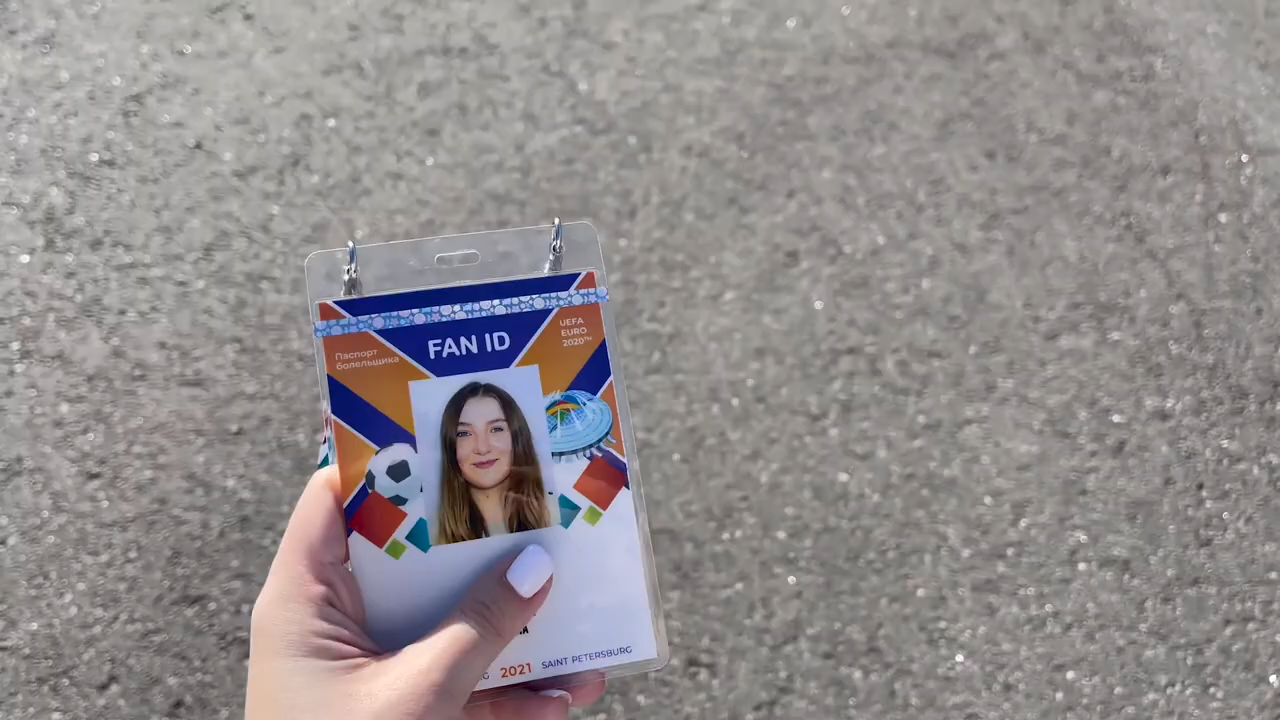 FAN ID
Паспорт
болельщика
UEFA
EURO
2020™
2021 SAINT PETERSBURG